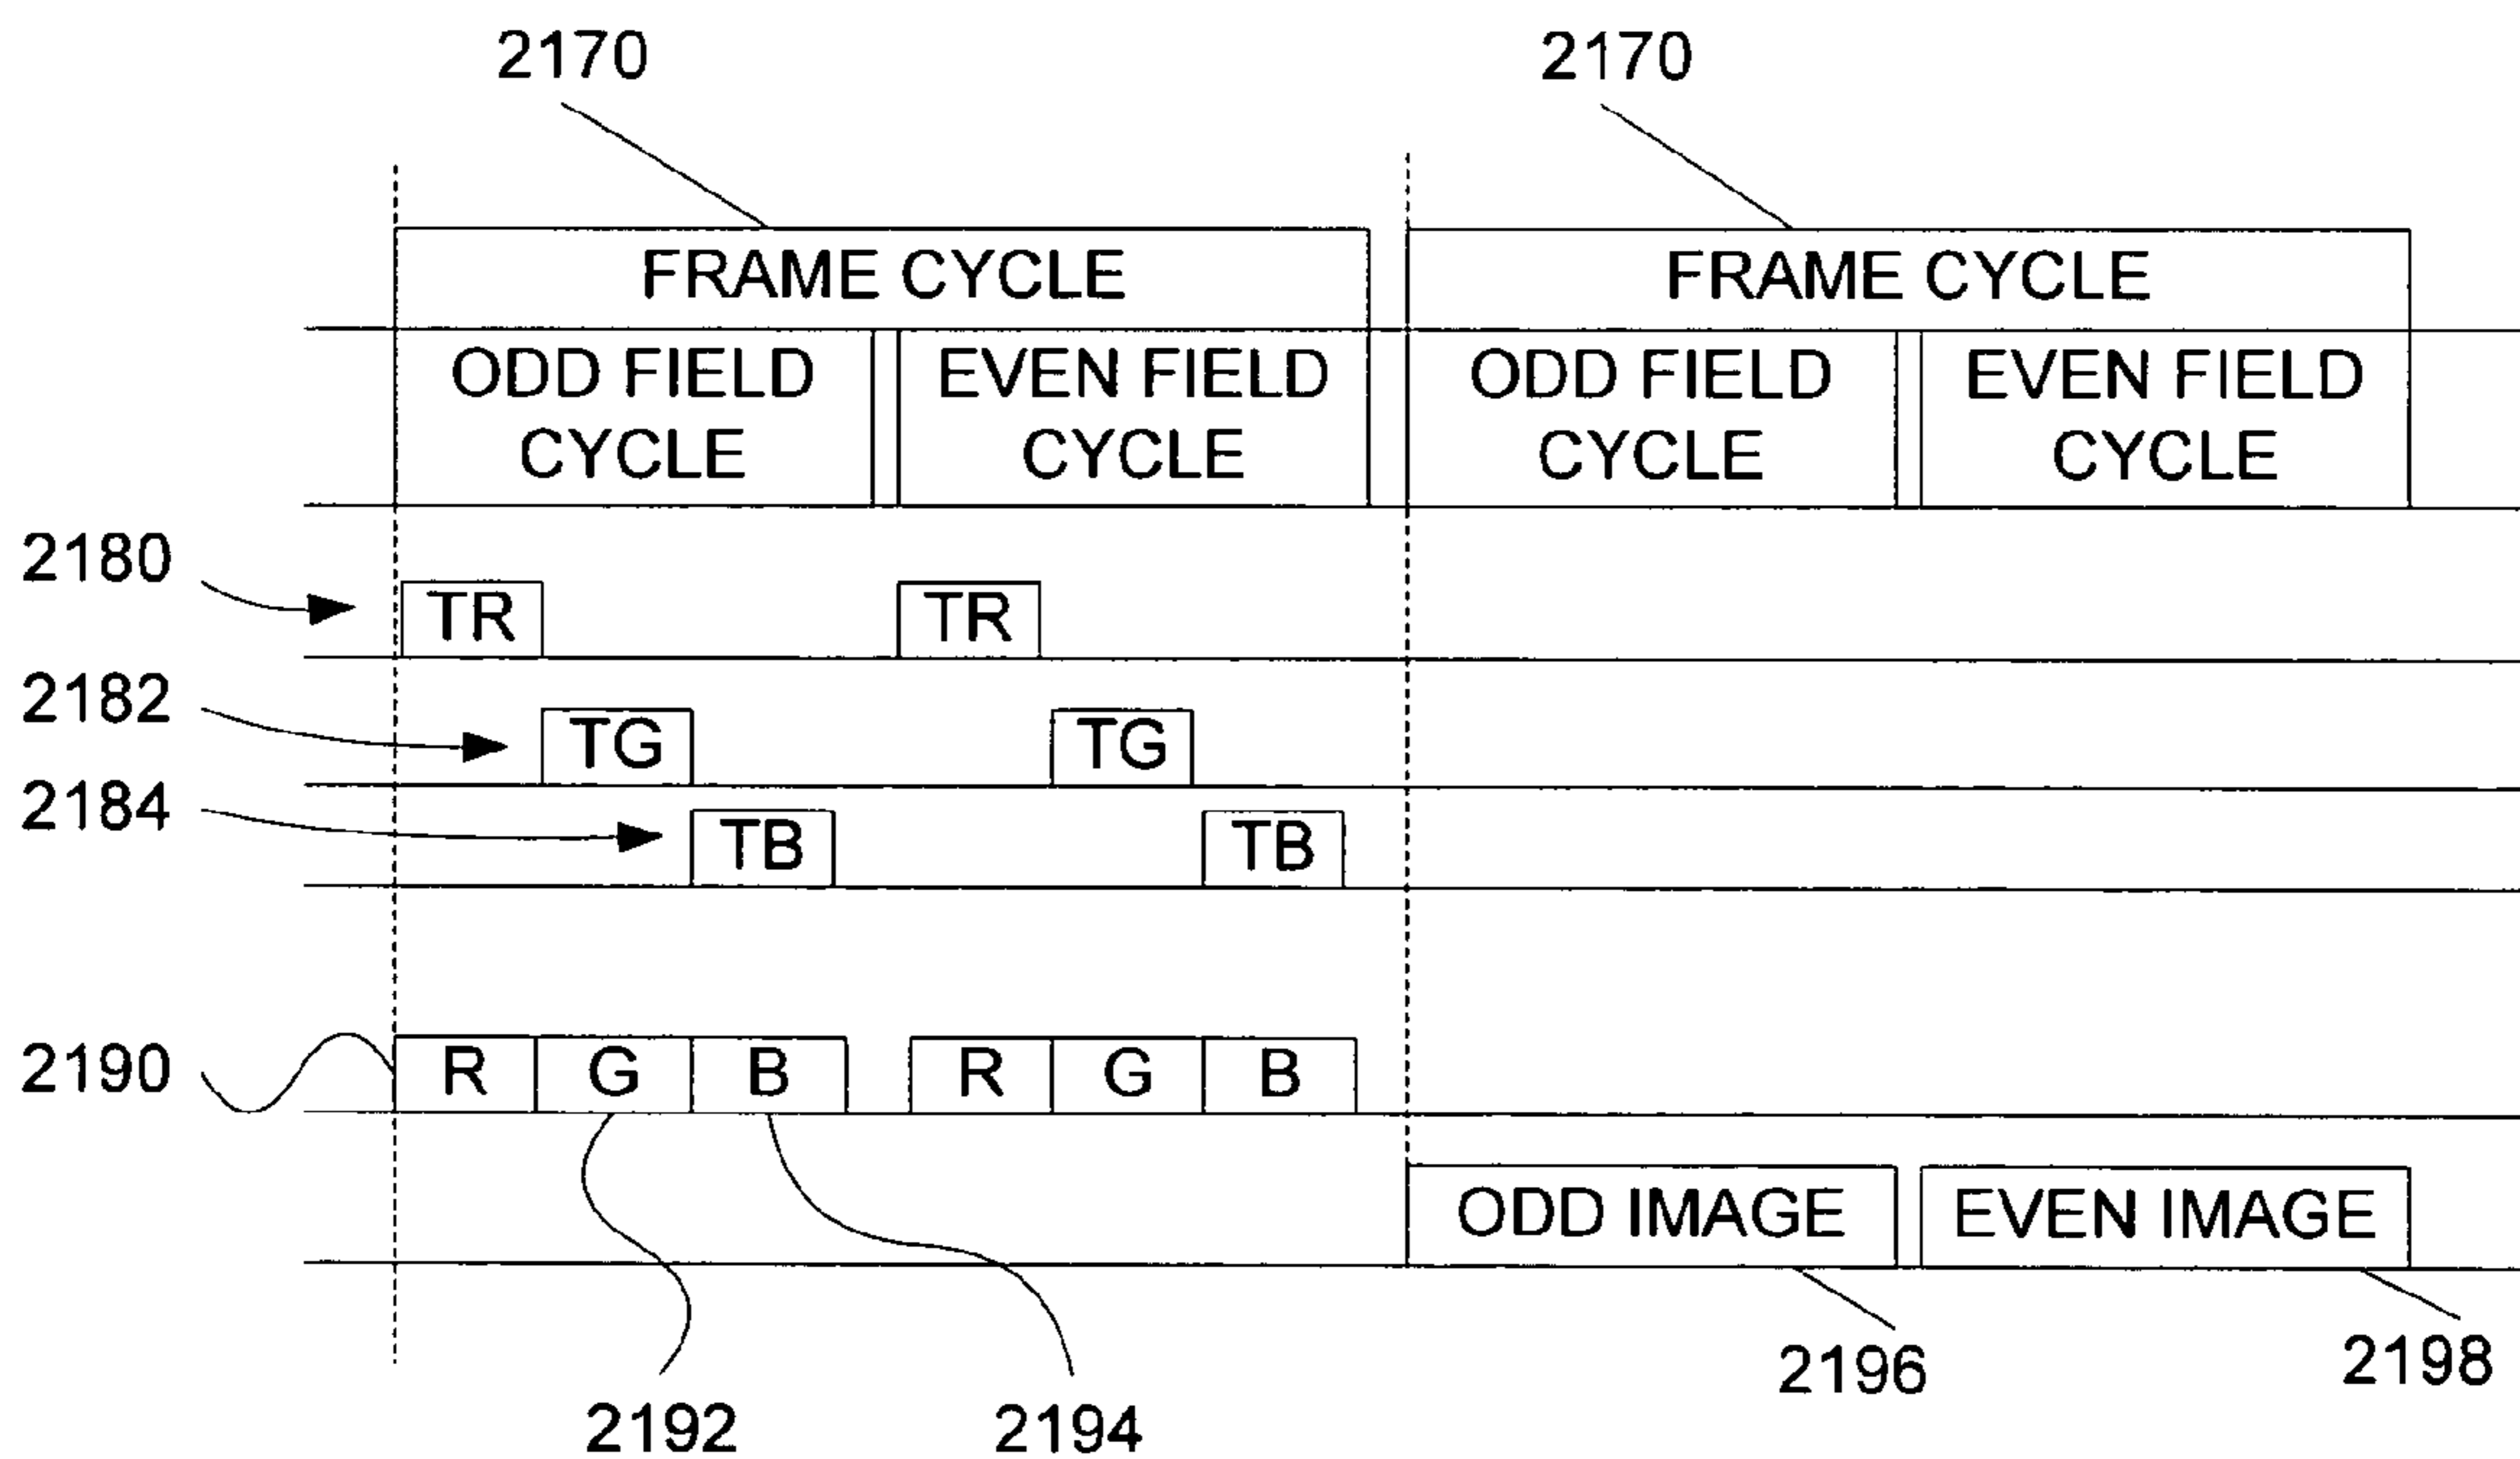 2170 2170
FRAME CYCLE FRAME CYCLE
ODD FIELD EVEN FIELD ODD FIELD EVEN FIELD
CYCLE CYCLE CYCLE CYCLE
2180
TR TR
2182
TG TG
2184
TB TB
2190 R G B R G B
ODD IMAGE EVEN IMAGE
2196 2198
2192 2194